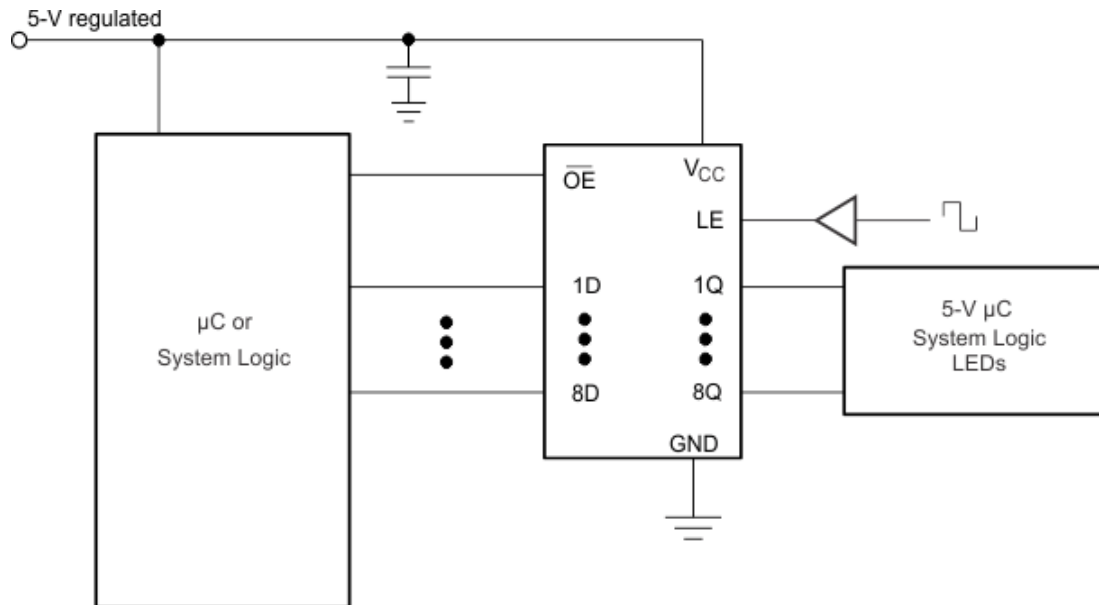 5-V regulated
OE
VCC
LE
1D
1Q
µC or
System Logic
5-V µC
System Logic
LEDs
8D
8Q
GND